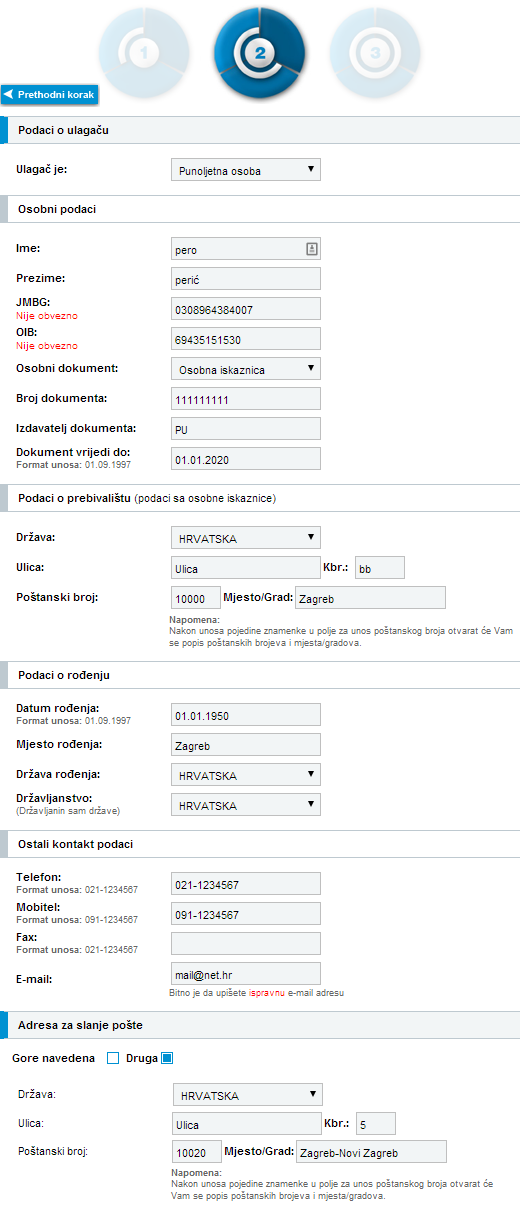 1 2 3
Prethodni korak
Podaci o ulagaču
Ulagač je: Punoljetna osoba
Osobni podaci
Ime: pero
Prezime: perić
JMBG: 0308964384007
Nije obvezno
OIB: 69435151530
Nije obvezno
Osobni dokument: Osobna iskaznica
Broj dokumenta: 111111111
Izdavatelj dokumenta: PU
Dokument vrijedi do: 01.01.2020
Format unosa: 01.09.1997
Podaci o prebivalištu (podaci sa osobne iskaznice)
Država: HRVATSKA
Ulica: Ulica Kbr.: bb
Poštanski broj: 10000 Mjesto/Grad: Zagreb
Napomena:
Nakon unosa pojedine znamenke u polje za unos poštanskog broja otvarat će Vam
se popis poštanskih brojeva i mjesta/gradova.
Podaci o rođenju
Datum rođenja: 01.01.1950
Format unosa: 01.09.1997
Mjesto rođenja: Zagreb
Država rođenja: HRVATSKA
Državljanstvo: HRVATSKA
(Državljanin sam države)
Ostali kontakt podaci
Telefon: 021-1234567
Format unosa: 021-1234567
Mobitel: 091-1234567
Format unosa: 091-1234567
Fax:
Format unosa: 021-1234567
E-mail: mail@net.hr
Bitno je da upišete ispravnu e-mail adresu
Adresa za slanje pošte
Gore navedena Druga
Država: HRVATSKA
Ulica: Ulica Kbr.: 5
Poštanski broj: 10020 Mjesto/Grad: Zagreb-Novi Zagreb
Napomena:
Nakon unosa pojedine znamenke u polje za unos poštanskog broja otvarat će
Vam se popis poštanskih brojeva i mjesta/gradova.